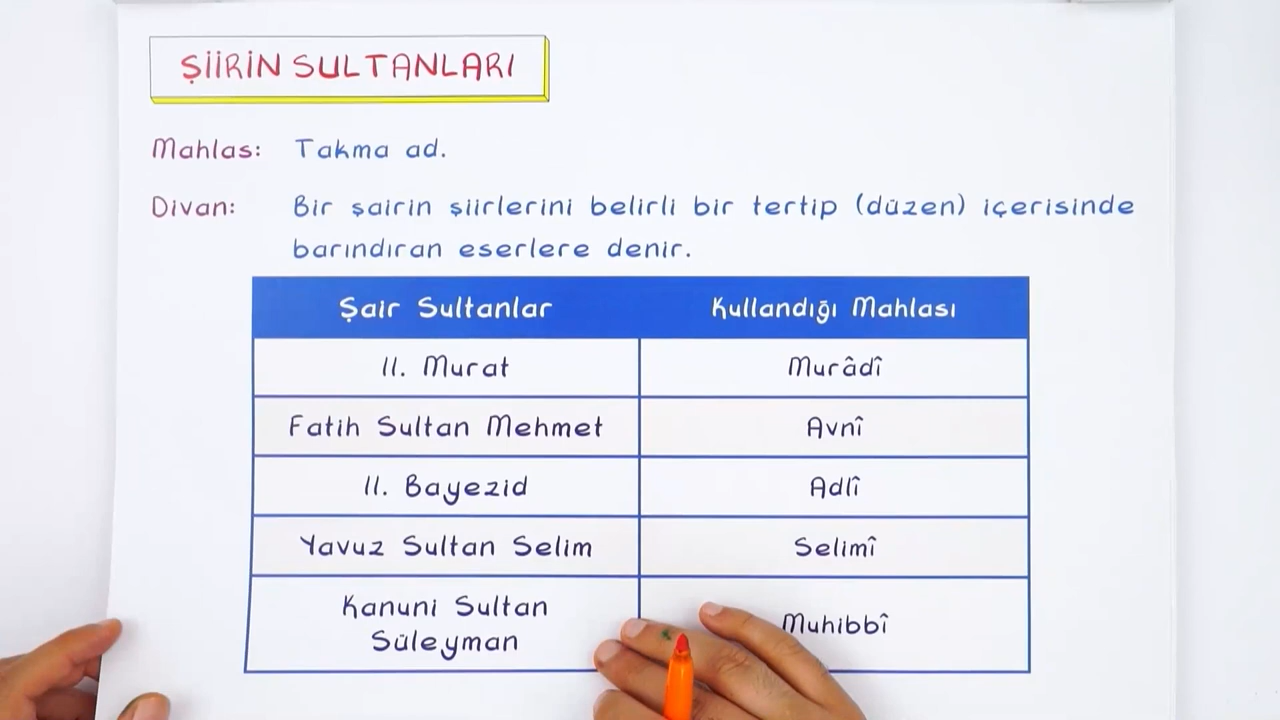 ŞİİRİN SULTANLARI
Mahlas: Takma ad.
Divan: Bir şairin şiirlerini belirli bir tertip (düzen) içerisinde
barındıran eserlere denir.
Şair Sultanlar Kullandığı Mahlası
II. Murat Murâdî
Fatih Sultan Mehmet Avnî
II. Bayezid Adlî
Yavuz Sultan Selim Selimî
Kanuni Sultan
Süleyman Muhibbî